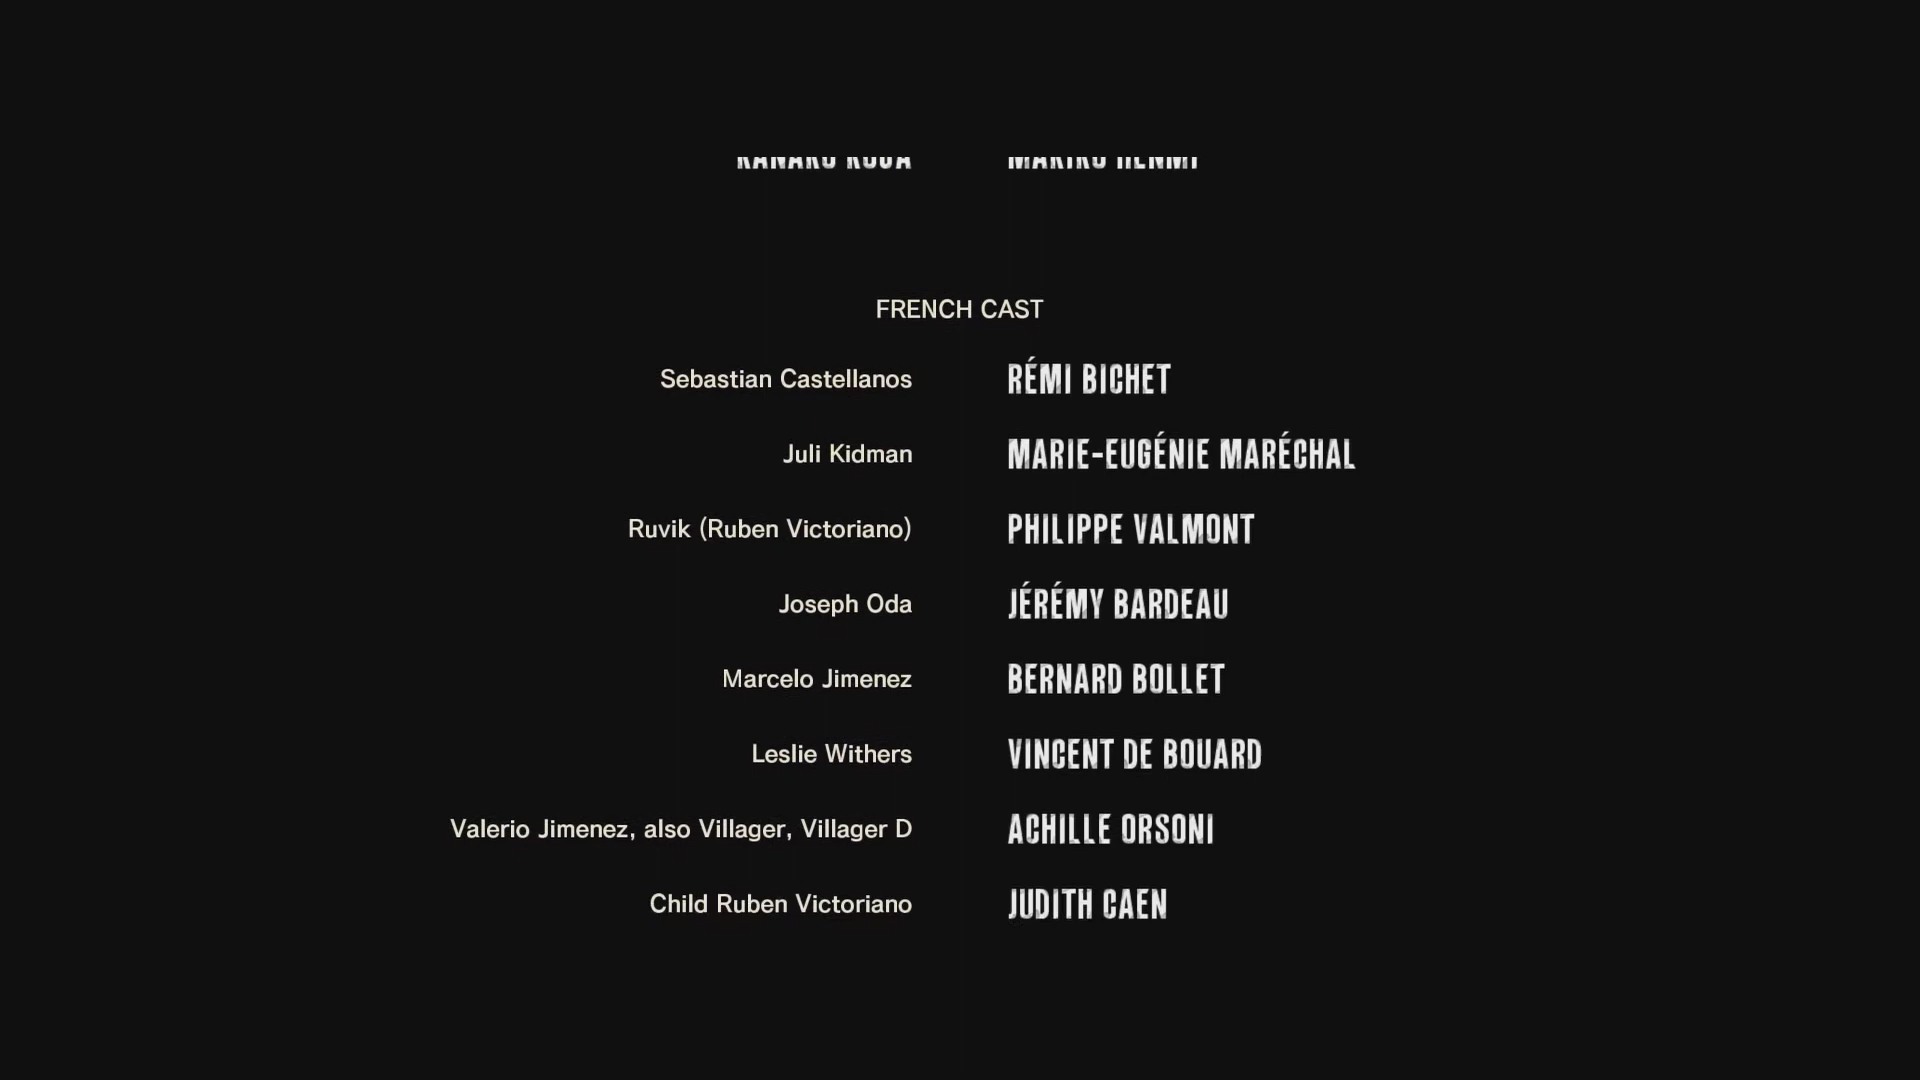 FRENCH CAST
Sebastian Castellanos RÉMI BICHET
Juli Kidman MARIE-EUGÉNIE MARÉCHAL
Ruvik (Ruben Victoriano) PHILIPPE VALMONT
Joseph Oda JÉRÉMY BARDEAU
Marcelo Jimenez BERNARD BOLLET
Leslie Withers VINCENT DE BOUARD
Valerio Jimenez, also Villager, Villager D ACHILLE ORSONI
Child Ruben Victoriano JUDITH CAEN